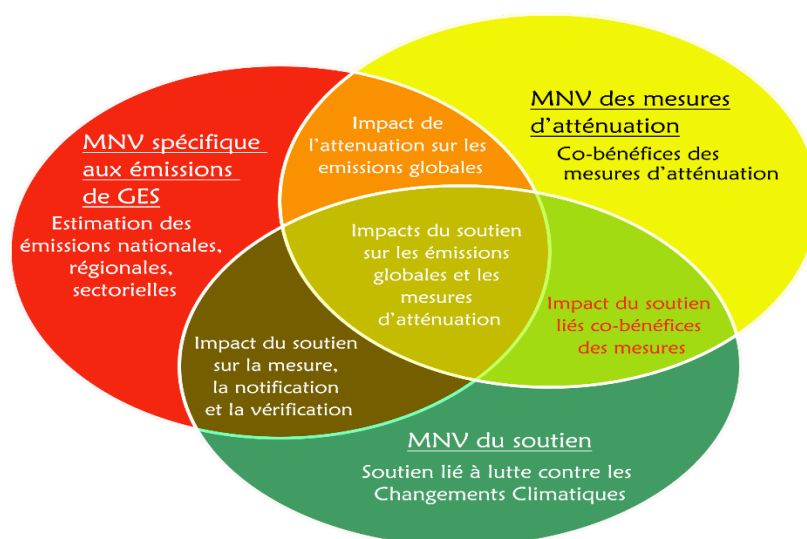 MNV spécifique
aux émissions
de GES
Estimation des
émissions nationales,
régionales,
sectorielles
Impact de
l'attenuation sur les
emissions globales
MNV des mesures
d'atténuation
Co-bénéfices des
mesures d'atténuation
Impacts du soutien
sur les émissions
globales et les
mesures
d'atténuation
Impact du soutien
liés co-bénéfices
des mesures
Impact du soutien
sur la mesure,
la notification
et la vérification
MNV du soutien
Soutien lié à lutte contre les
Changements Climatiques